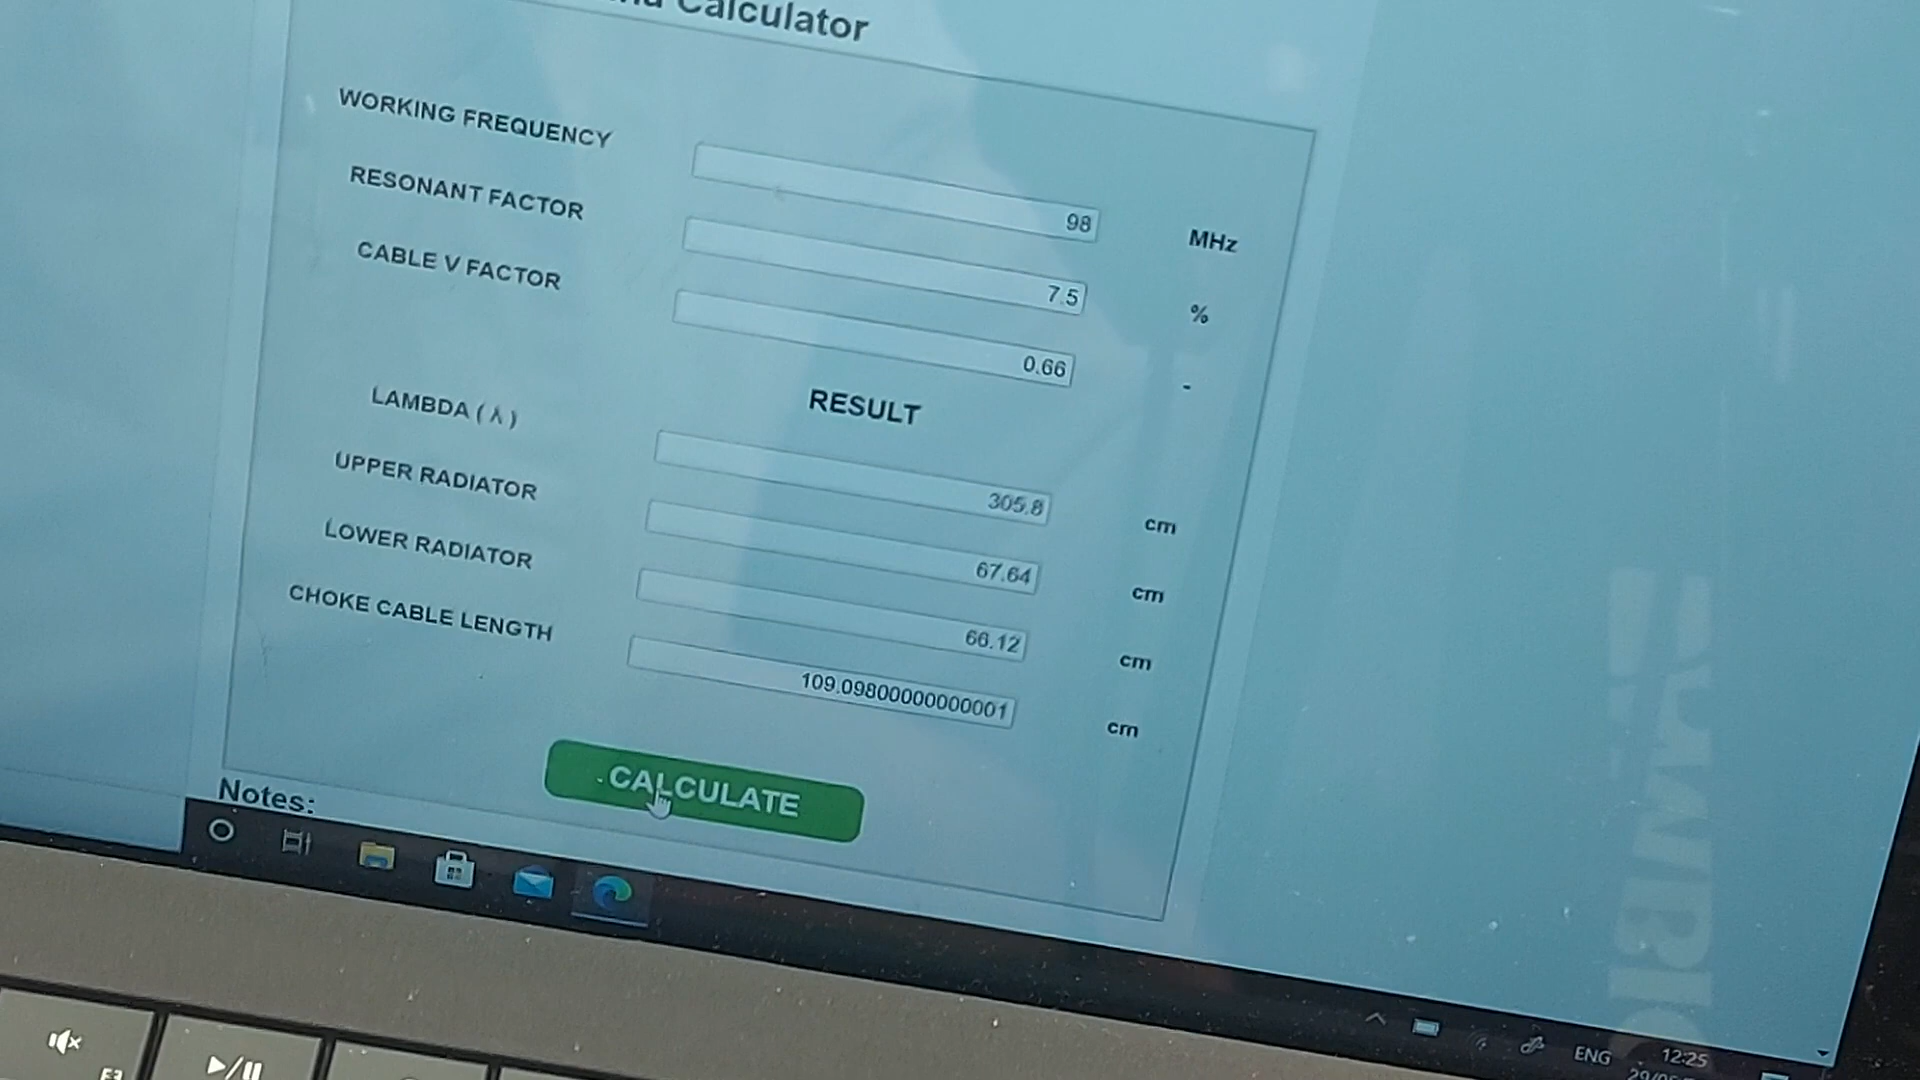 Calculator
WORKING FREQUENCY
98
MHz
RESONANT FACTOR
7.5
%
CABLE V FACTOR
0.66
-
RESULT
LAMBDA ( λ )
305.8
cm
UPPER RADIATOR
67.64
cm
LOWER RADIATOR
66.12
cm
CHOKE CABLE LENGTH
109.09800000000001
cm
CALCULATE
Notes:
ENG
12:25